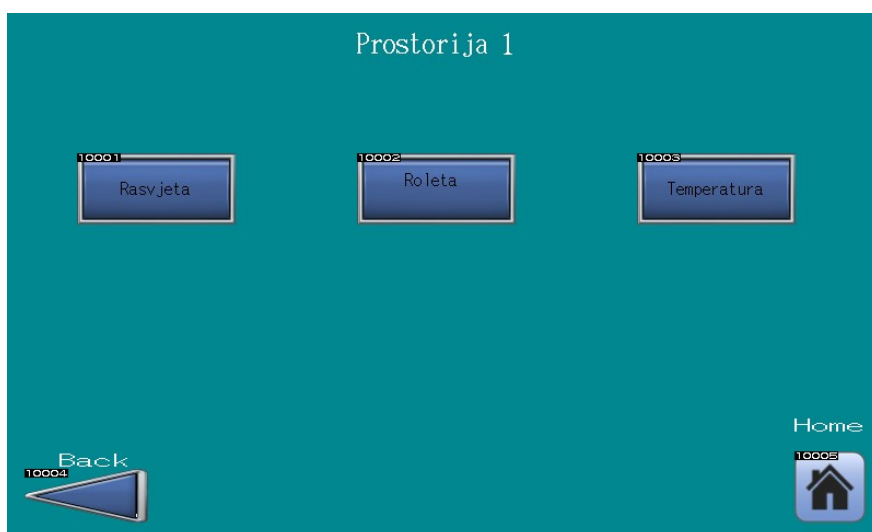 Prostorija 1
10001
Rasvjeta
10002
Roleta
10003
Temperatura
Home
Back
10004
10005